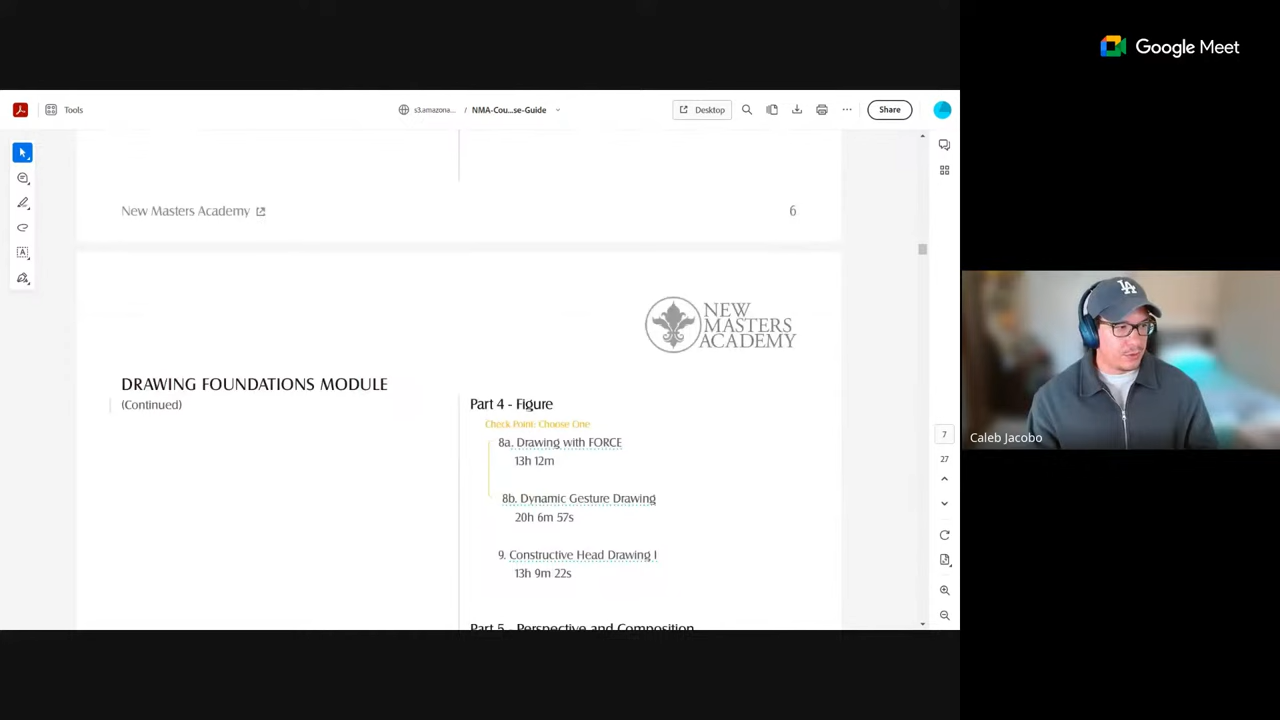 Google Meet
Tools
s3.amazona... / NMA-Cou...se-Guide
Desktop
Share
New Masters Academy
6
NEW
MASTERS
ACADEMY
DRAWING FOUNDATIONS MODULE
(Continued)
Part 4 - Figure
Check Point: Choose One
8a. Drawing with FORCE
13h 12m
8b. Dynamic Gesture Drawing
20h 6m 57s
9. Constructive Head Drawing I
13h 9m 22s
Part 5 - Perspective and Composition
7
27
LA
Caleb Jacobo